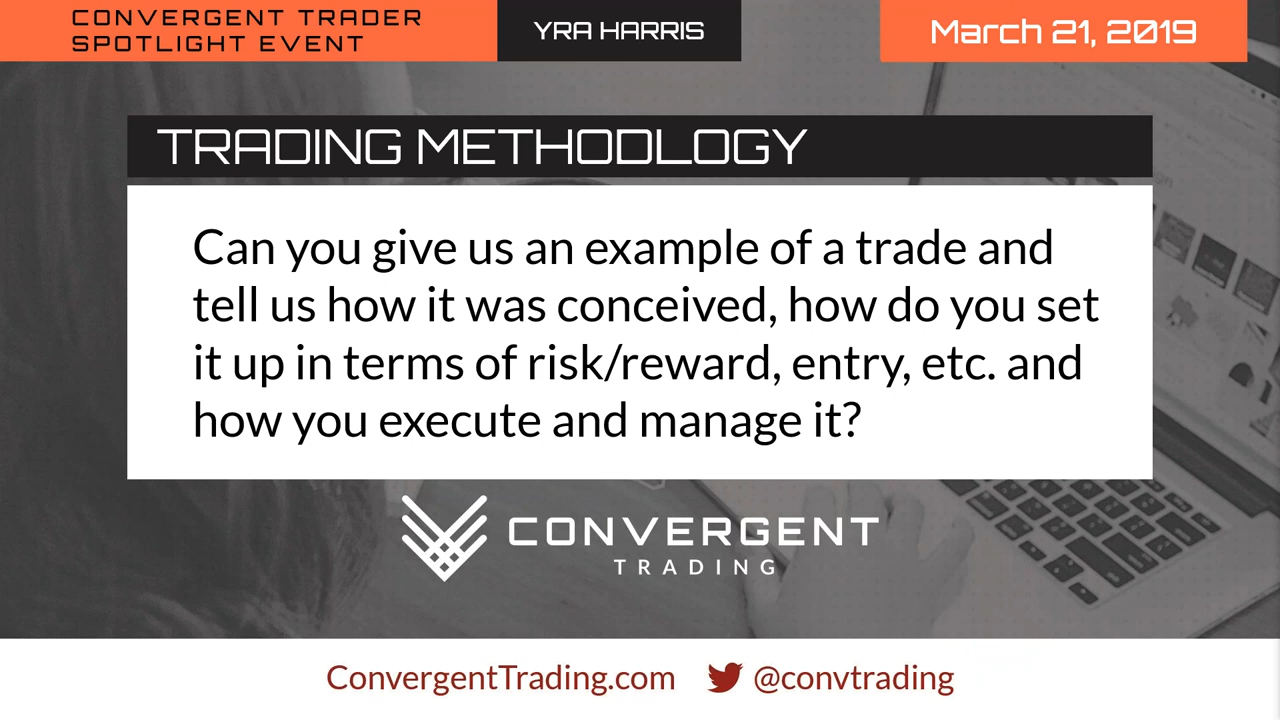 CONVERGENT TRADER
SPOTLIGHT EVENT
YRA HARRIS
March 21, 2019
TRADING METHODLOGY
Can you give us an example of a trade and
tell us how it was conceived, how do you set
it up in terms of risk/reward, entry, etc. and
how you execute and manage it?
CONVERGENT
TRADING
ConvergentTrading.com
@convtrading